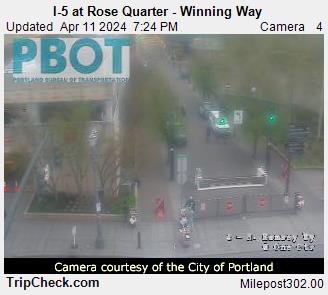 I-5 at Rose Quarter - Winning Way
Updated Apr 11 2024 7:24 PM Camera 4
PBOT
PORTLAND BUREAU OF TRANSPORTATION
Camera courtesy of the City of Portland
TripCheck.com Milepost302.00